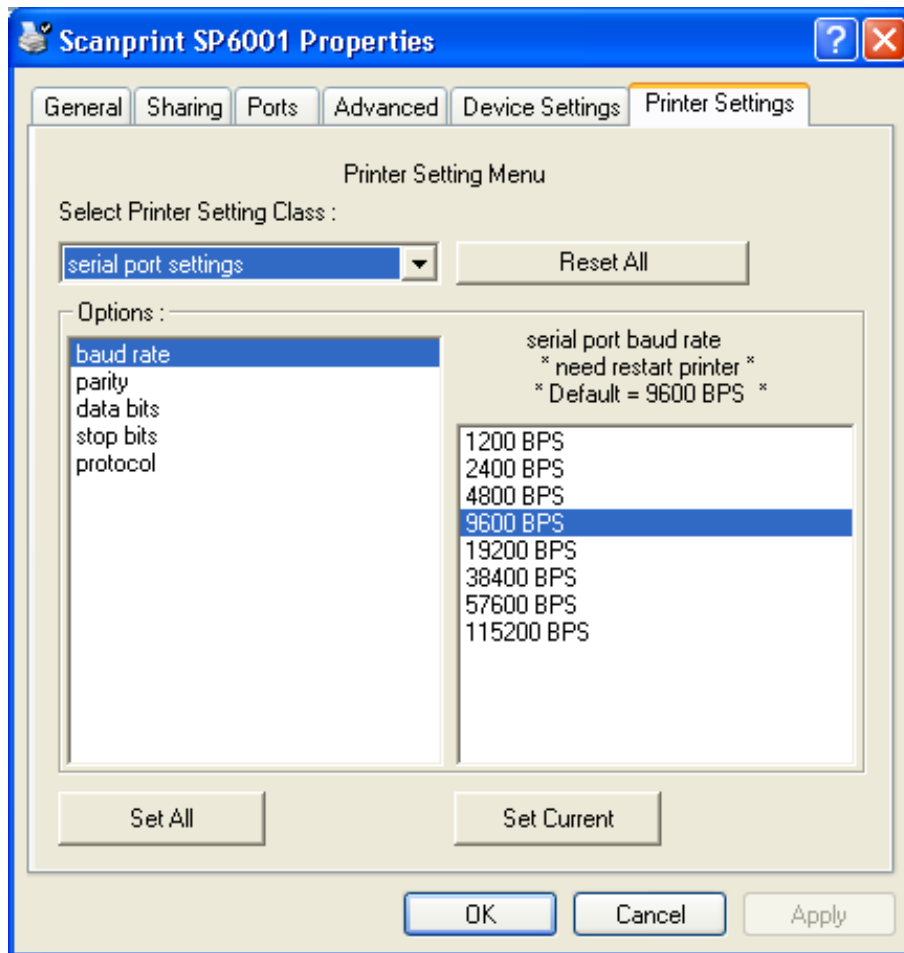 Scanprint SP6001 Properties
?
General Sharing Ports Advanced Device Settings Printer Settings
Printer Setting Menu
Select Printer Setting Class :
serial port settings
Reset All
Options :
baud rate
parity
data bits
stop bits
protocol
serial port baud rate
* need restart printer *
* Default = 9600 BPS *
1200 BPS
2400 BPS
4800 BPS
9600 BPS
19200 BPS
38400 BPS
57600 BPS
115200 BPS
Set All
Set Current
OK Cancel Apply